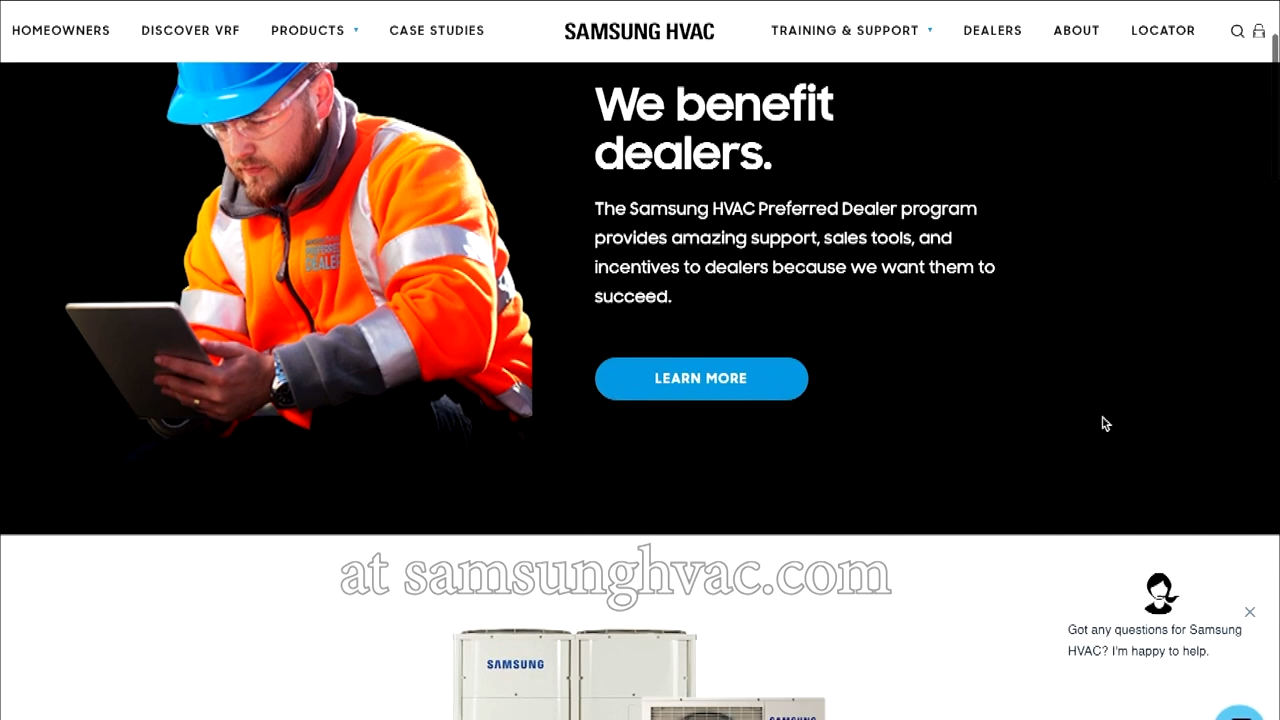 HOMEOWNERS DISCOVER VRF PRODUCTS CASE STUDIES SAMSUNG HVAC TRAINING & SUPPORT DEALERS ABOUT LOCATOR
We benefit
dealers.
The Samsung HVAC Preferred Dealer program
provides amazing support, sales tools, and
incentives to dealers because we want them to
succeed.
LEARN MORE
DEALER
at samsunghvac.com
Got any questions for Samsung
HVAC? I'm happy to help.
SAMSUNG
SAMSUNG